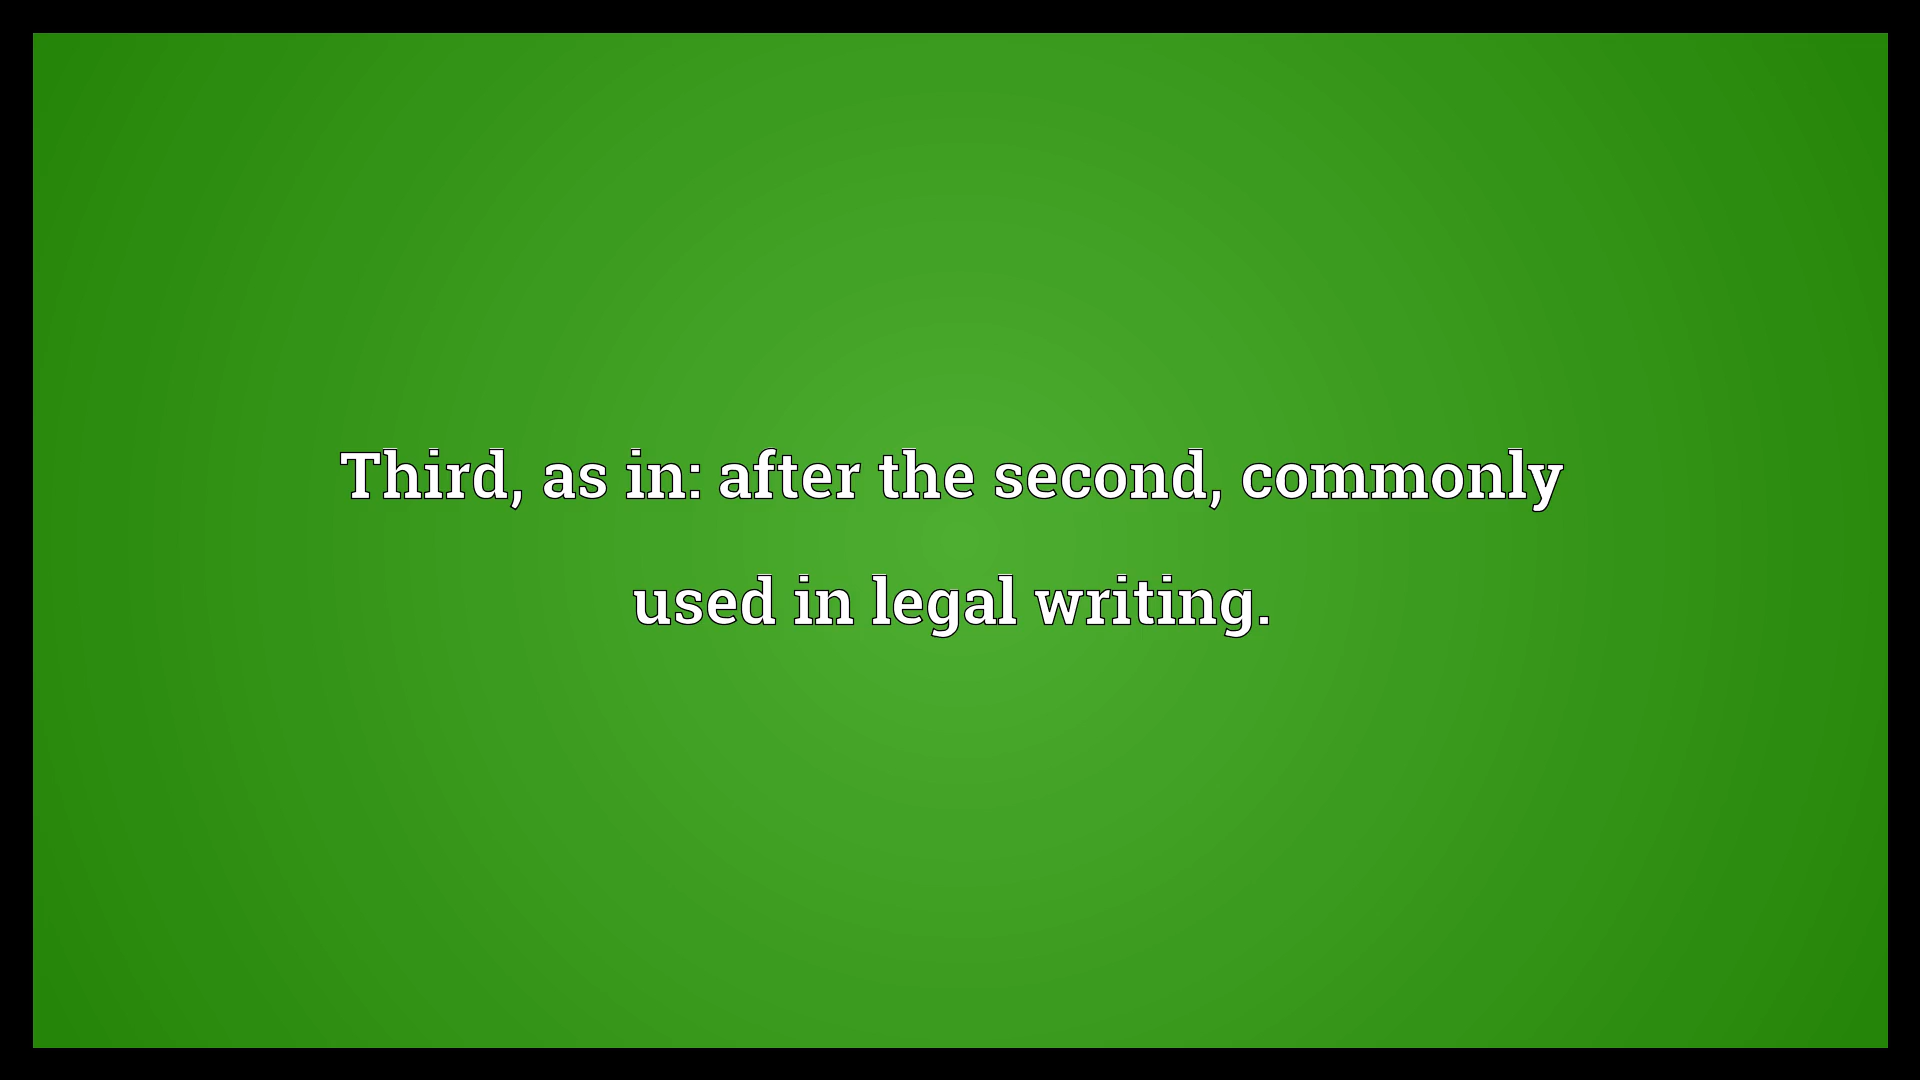 Third, as in: after the second, commonly
used in legal writing.